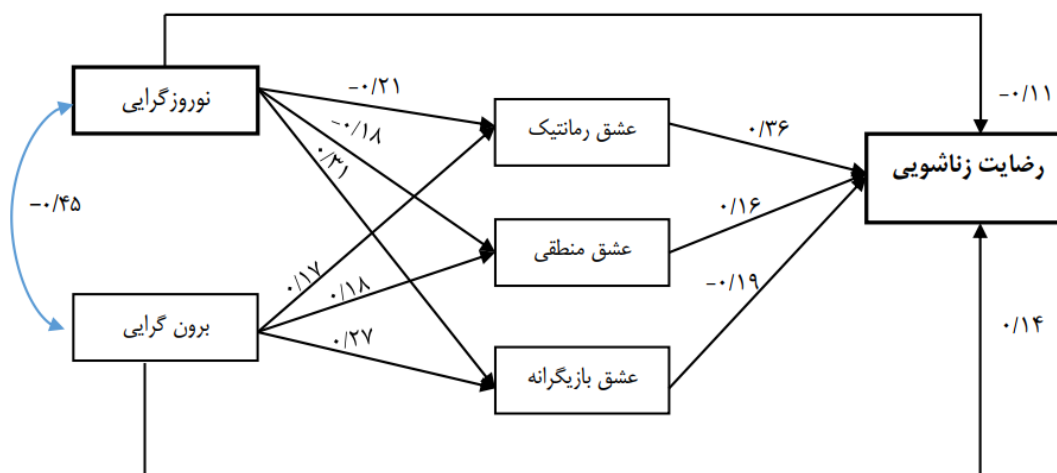 -۰/۱۱
نوروزگرایی
-۰/۲۱
-۰/۱۸
۰/۳۱
عشق رمانتیک
۰/۳۶
رضایت زناشویی
-۰/۴۵
عشق منطقی
۰/۱۶
-۰/۱۹
۰/۱۷
۰/۱۸
۰/۲۷
برون گرایی
عشق بازیگرانه
۰/۱۴